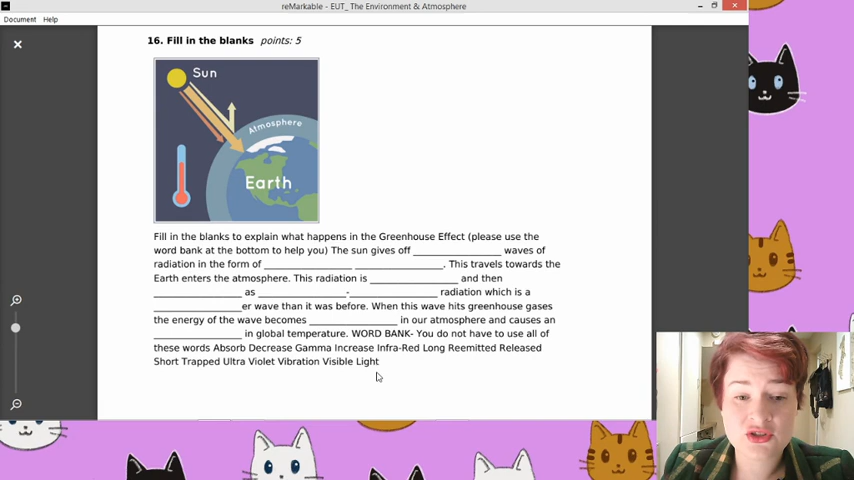 reMarkable - EUT_ The Environment & Atmosphere
Document Help
16. Fill in the blanks points: 5
Sun
Atmosphere
Earth
Fill in the blanks to explain what happens in the Greenhouse Effect (please use the
word bank at the bottom to help you) The sun gives off ________________ waves of
radiation in the form of ________________ ________________. This travels towards the
Earth enters the atmosphere. This radiation is ________________ and then
________________ as ________________-________________ radiation which is a
________________er wave than it was before. When this wave hits greenhouse gases
the energy of the wave becomes ________________ in our atmosphere and causes an
________________ in global temperature. WORD BANK- You do not have to use all of
these words Absorb Decrease Gamma Increase Infra-Red Long Reemitted Released
Short Trapped Ultra Violet Vibration Visible Light